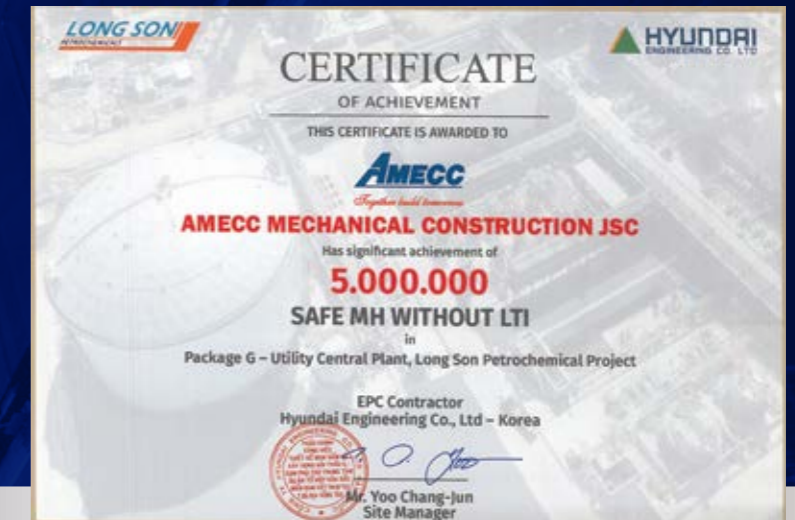 LONG SON
PETROCHEMICALS
HYUNDAI
ENGINEERING CO. LTD
CERTIFICATE
OF ACHIEVEMENT
THIS CERTIFICATE IS AWARDED TO
AMECC
Together build tomorrow
AMECC MECHANICAL CONSTRUCTION JSC
Has significant achievement of
5.000.000
SAFE MH WITHOUT LTI
in
Package G – Utility Central Plant, Long Son Petrochemical Project
EPC Contractor
Hyundai Engineering Co., Ltd – Korea
Mr. Yoo Chang-Jun
Site Manager